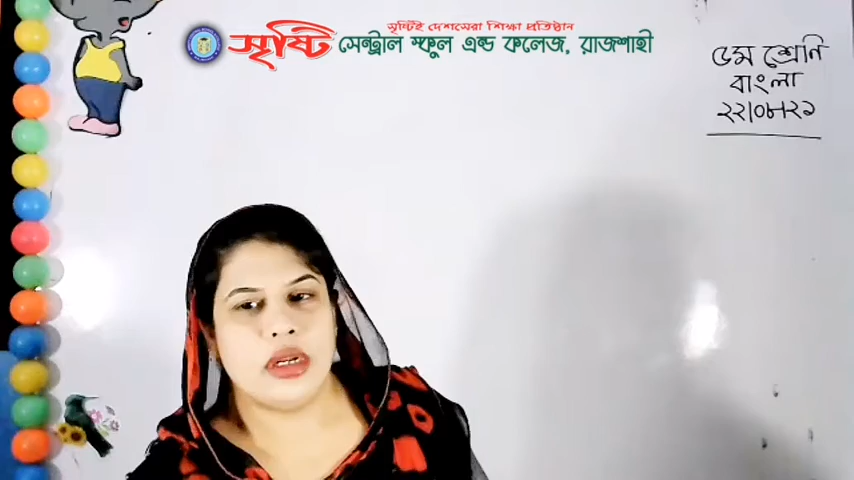 সৃষ্টিই দেশসেরা শিক্ষা প্রতিষ্ঠান
সৃষ্টি সেন্ট্রাল স্কুল এন্ড কলেজ, রাজশাহী
৫ম শ্রেণি
বাংলা
২২|০৮|২১